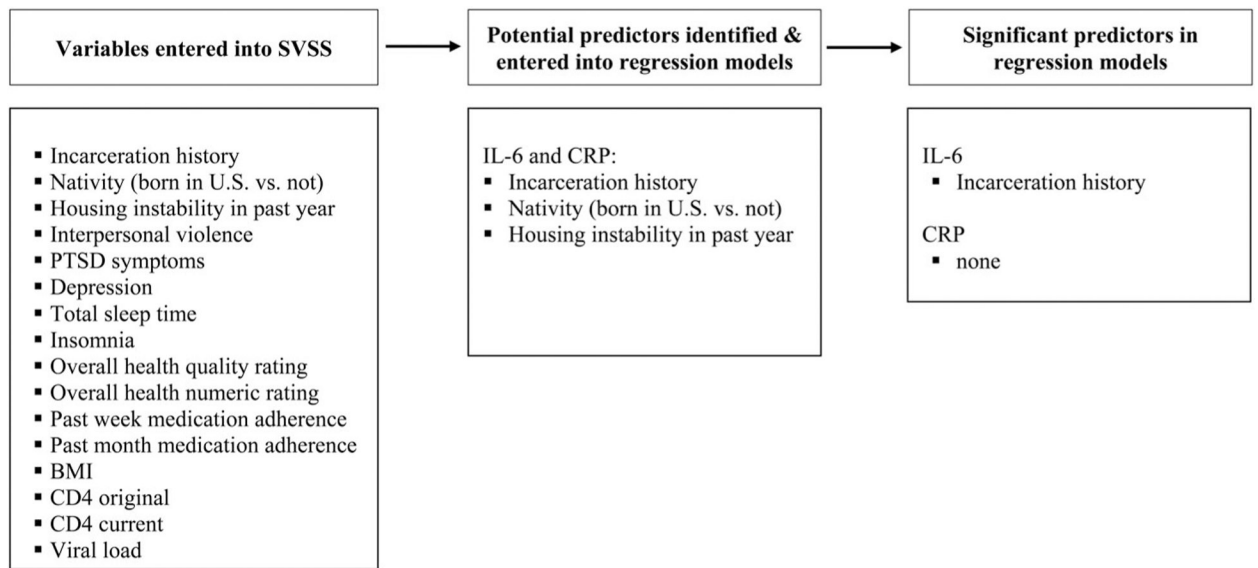 Variables entered into SVSS
Potential predictors identified &
entered into regression models
Significant predictors in
regression models
▪ Incarceration history
▪ Nativity (born in U.S. vs. not)
▪ Housing instability in past year
▪ Interpersonal violence
▪ PTSD symptoms
▪ Depression
▪ Total sleep time
▪ Insomnia
▪ Overall health quality rating
▪ Overall health numeric rating
▪ Past week medication adherence
▪ Past month medication adherence
▪ BMI
▪ CD4 original
▪ CD4 current
▪ Viral load
IL-6 and CRP:
▪ Incarceration history
▪ Nativity (born in U.S. vs. not)
▪ Housing instability in past year
IL-6
▪ Incarceration history
CRP
▪ none